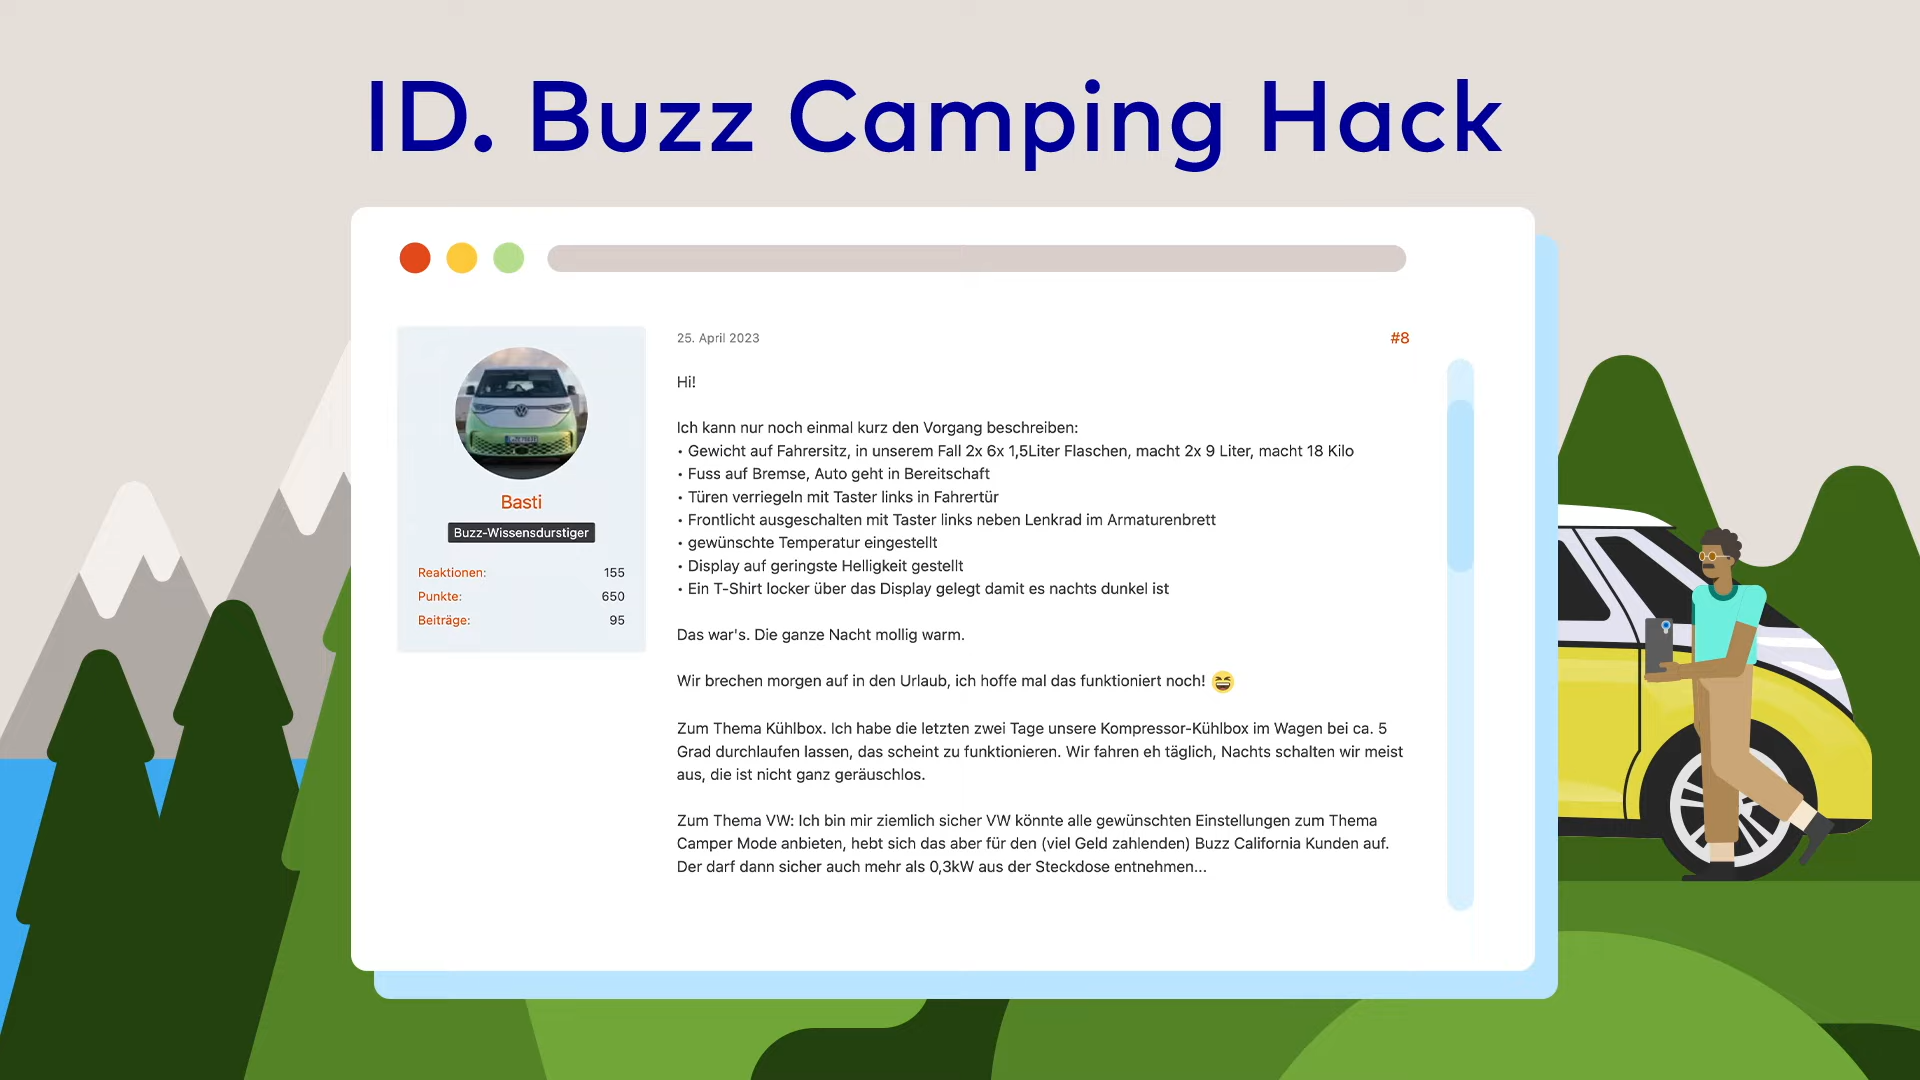 ID. Buzz Camping Hack
25. April 2023
#8
Basti
Buzz-Wissensdurstiger
Reaktionen: 155
Punkte: 650
Beiträge: 95
Hi!
Ich kann nur noch einmal kurz den Vorgang beschreiben:
• Gewicht auf Fahrersitz, in unserem Fall 2x 6x 1,5Liter Flaschen, macht 2x 9 Liter, macht 18 Kilo
• Fuss auf Bremse, Auto geht in Bereitschaft
• Türen verriegeln mit Taster links in Fahrertür
• Frontlicht ausgeschalten mit Taster links neben Lenkrad im Armaturenbrett
• gewünschte Temperatur eingestellt
• Display auf geringste Helligkeit gestellt
• Ein T-Shirt locker über das Display gelegt damit es nachts dunkel ist
Das war's. Die ganze Nacht mollig warm.
Wir brechen morgen auf in den Urlaub, ich hoffe mal das funktioniert noch! 😆
Zum Thema Kühlbox. Ich habe die letzten zwei Tage unsere Kompressor-Kühlbox im Wagen bei ca. 5
Grad durchlaufen lassen, das scheint zu funktionieren. Wir fahren eh täglich, Nachts schalten wir meist
aus, die ist nicht ganz geräuschlos.
Zum Thema VW: Ich bin mir ziemlich sicher VW könnte alle gewünschten Einstellungen zum Thema
Camper Mode anbieten, hebt sich das aber für den (viel Geld zahlenden) Buzz California Kunden auf.
Der darf dann sicher auch mehr als 0,3kW aus der Steckdose entnehmen...